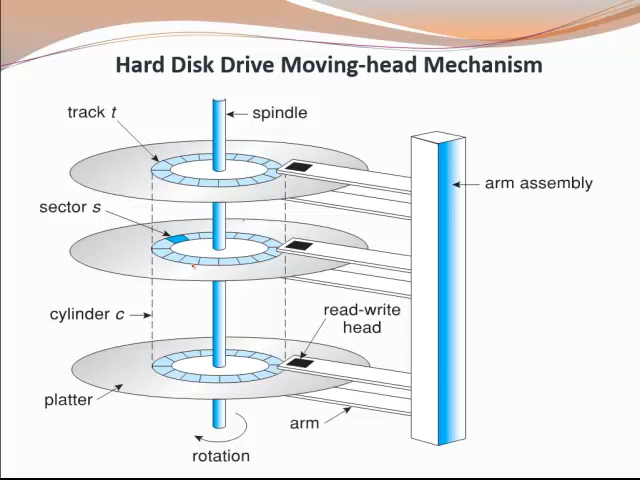 Hard Disk Drive Moving-head Mechanism
track t
spindle
arm assembly
sector s
cylinder c
read-write
head
platter
arm
rotation